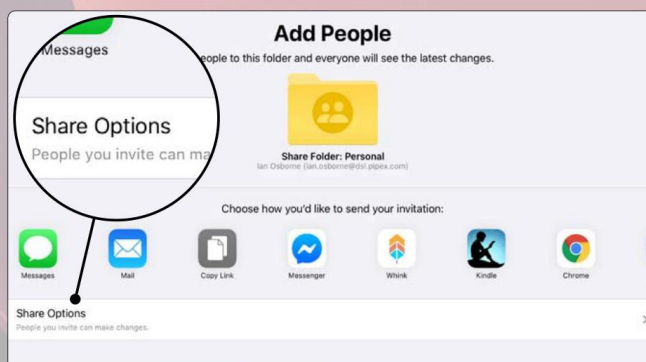 Add People
eople to this folder and everyone will see the latest changes.
Messages
Share Options
People you invite can ma
Share Folder: Personal
Ian Osborne (ian.osborne@dsl.pipex.com)
Choose how you'd like to send your invitation:
Messages Mail Copy Link Messenger Whink Kindle Chrome
Share Options
People you invite can make changes.